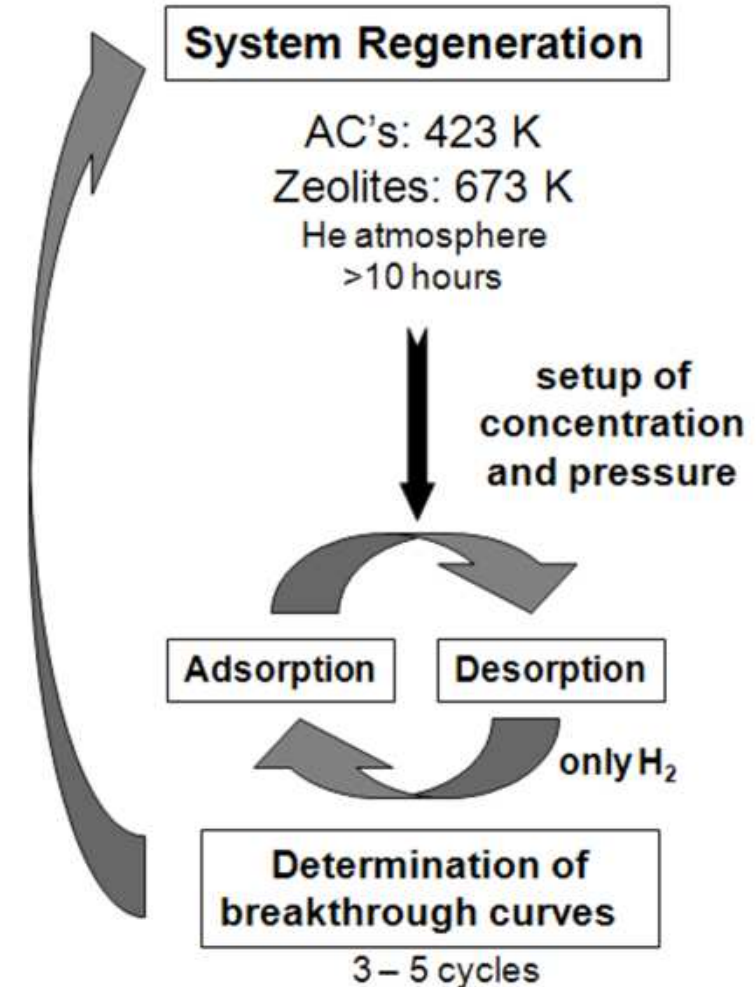 System Regeneration
AC's: 423 K
Zeolites: 673 K
He atmosphere
>10 hours
setup of
concentration
and pressure
Adsorption
Desorption
only H₂
Determination of
breakthrough curves
3 – 5 cycles